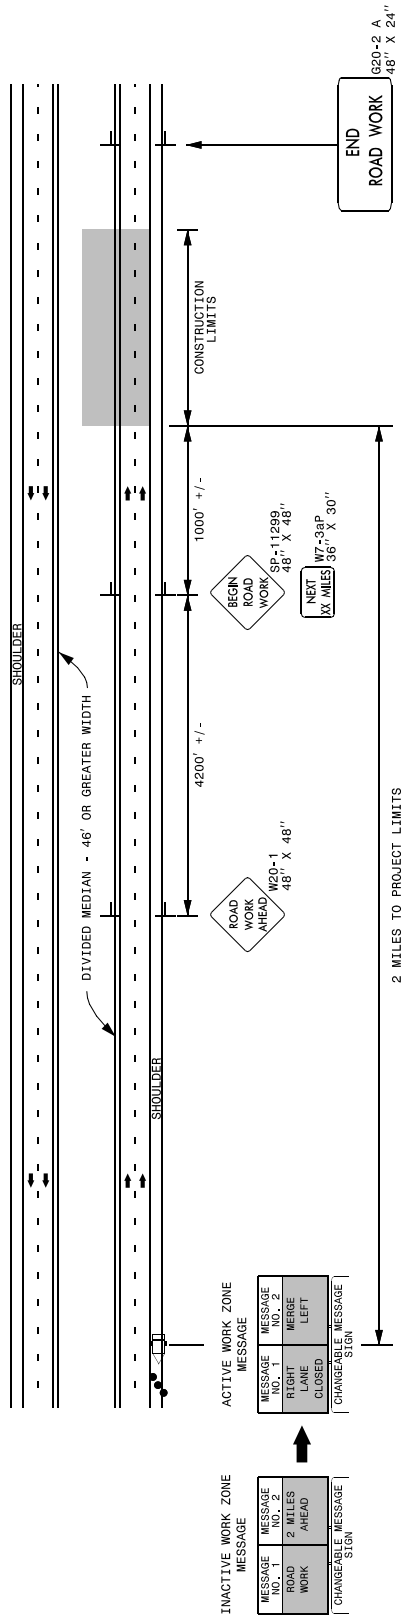 G20-2 A
48" X 24"
END
ROAD WORK
CONSTRUCTION
LIMITS
1000' +/-
SP-11299
48" X 48"
BEGIN
ROAD
WORK
W7-3aP
36" X 30"
NEXT
XX MILES
SHOULDER
DIVIDED MEDIAN - 46' OR GREATER WIDTH
4200' +/-
W20-1
48" X 48"
ROAD
WORK
AHEAD
2 MILES TO PROJECT LIMITS
SHOULDER
ACTIVE WORK ZONE
MESSAGE
MESSAGE
NO. 1
RIGHT
LANE
CLOSED
MESSAGE
NO. 2
MERGE
LEFT
CHANGEABLE MESSAGE
SIGN
INACTIVE WORK ZONE
MESSAGE
MESSAGE
NO. 1
ROAD
WORK
MESSAGE
NO. 2
2 MILES
AHEAD
CHANGEABLE MESSAGE
SIGN